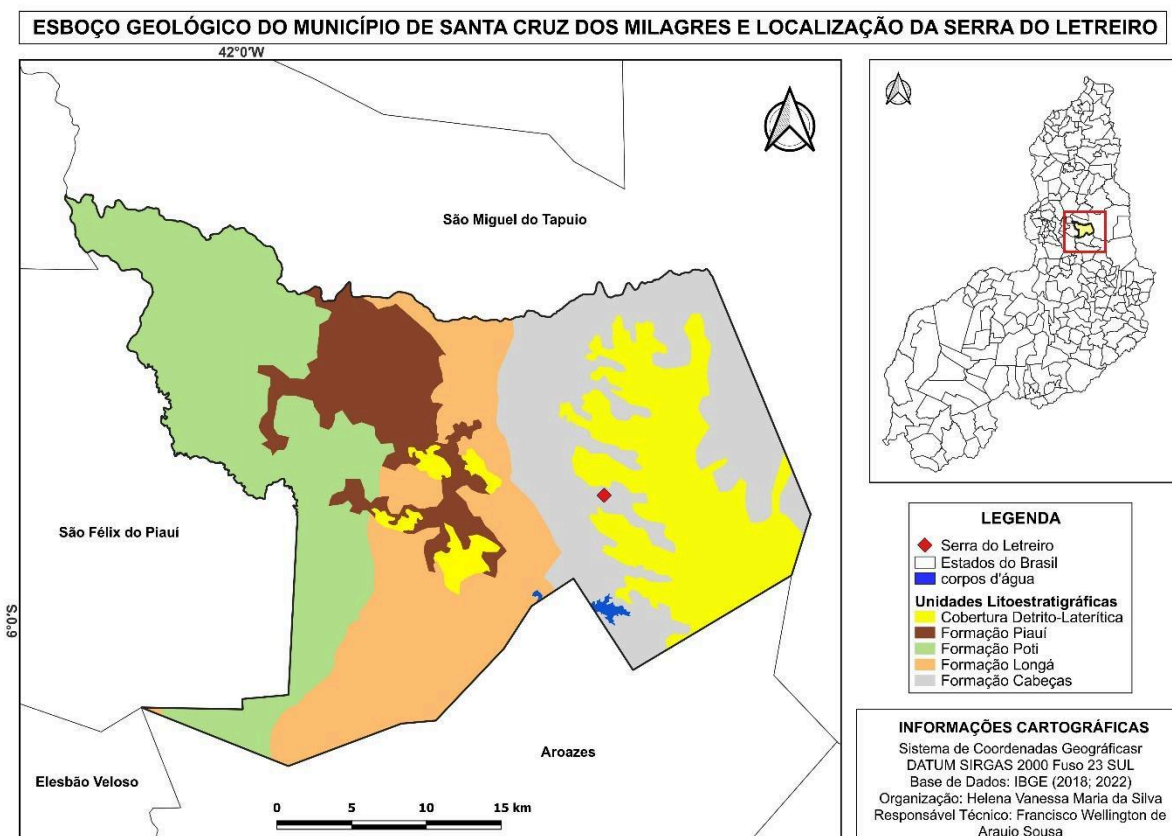 ESBOÇO GEOLÓGICO DO MUNICÍPIO DE SANTA CRUZ DOS MILAGRES E LOCALIZAÇÃO DA SERRA DO LETREIRO
42°0'W
São Miguel do Tapuio
São Félix do Piauí
6°0'S
Aroazes
Elesbão Veloso
0 5 10 15 km
LEGENDA
Serra do Letreiro
Estados do Brasil
corpos d'água
Unidades Litoestratigráficas
Cobertura Detrito-Laterítica
Formação Piauí
Formação Poti
Formação Longá
Formação Cabeças
INFORMAÇÕES CARTOGRÁFICAS
Sistema de Coordenadas Geográficasr
DATUM SIRGAS 2000 Fuso 23 SUL
Base de Dados: IBGE (2018; 2022)
Organização: Helena Vanessa Maria da Silva
Responsável Técnico: Francisco Wellington de
Araujo Sousa